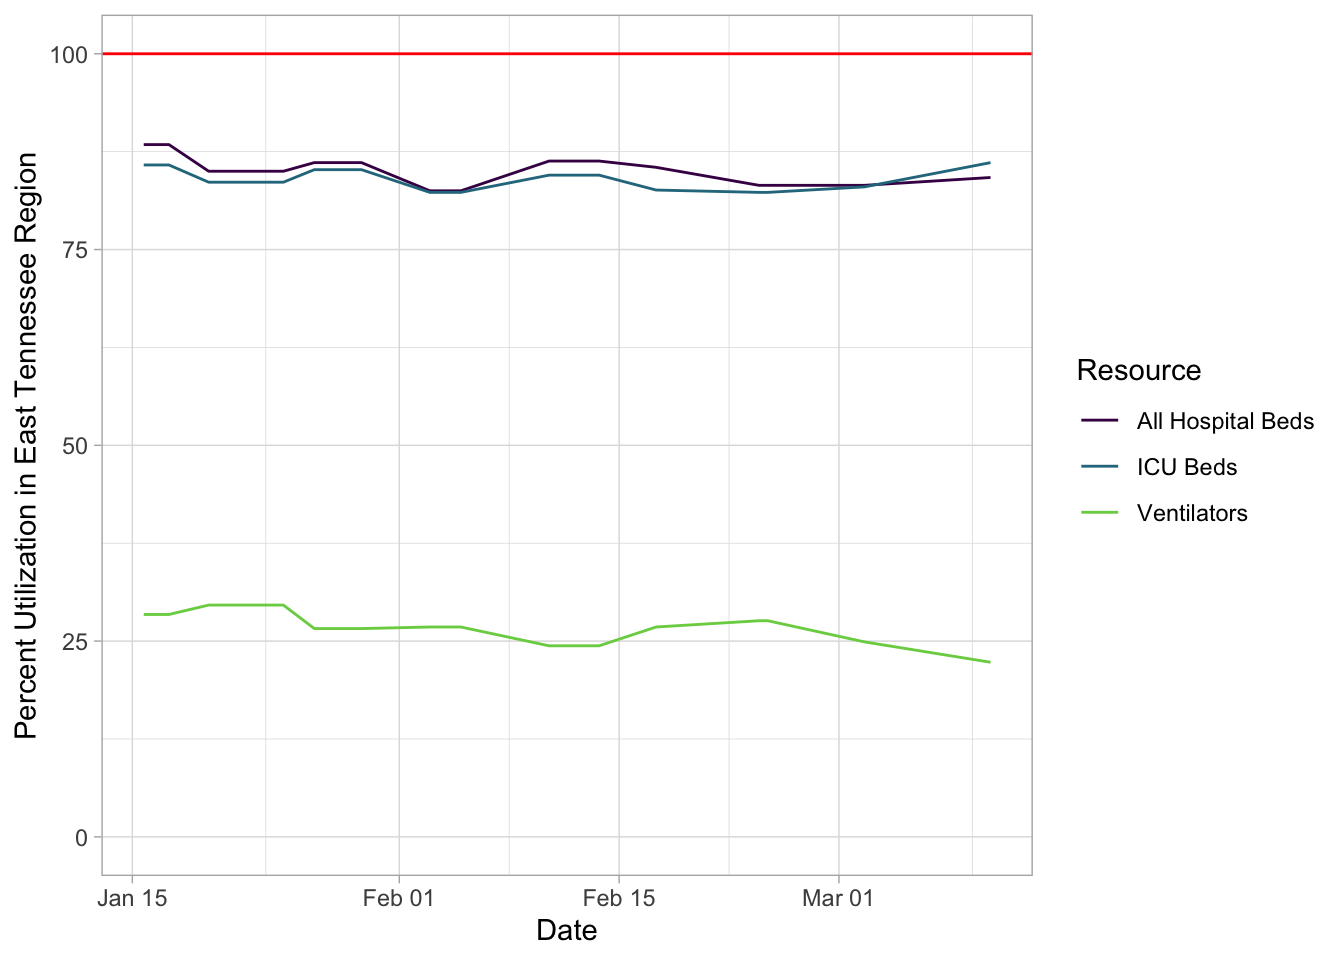 Percent Utilization in East Tennessee Region
100
75
50
25
0
Jan 15
Feb 01
Feb 15
Mar 01
Date
Resource
All Hospital Beds
ICU Beds
Ventilators